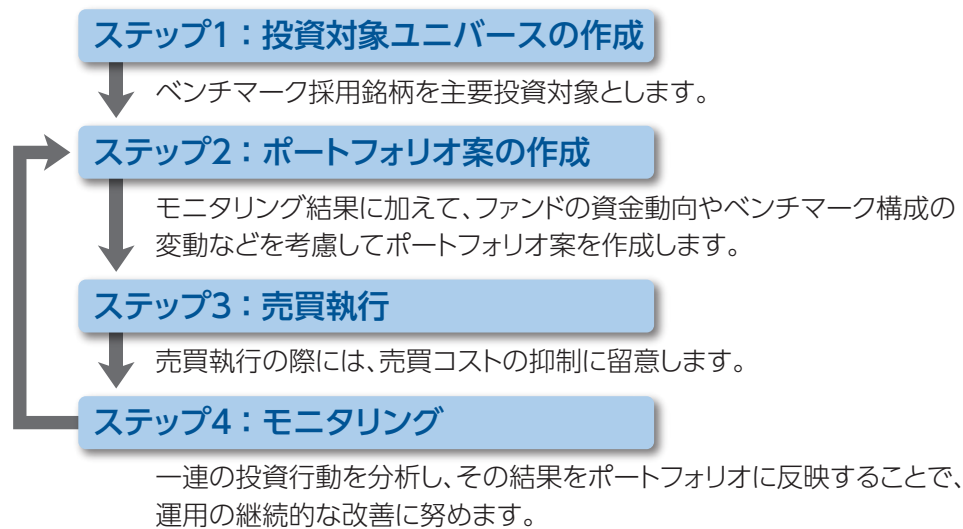 ステップ1：投資対象ユニバースの作成
ベンチマーク採用銘柄を主要投資対象とします。
ステップ2：ポートフォリオ案の作成
モニタリング結果に加えて、ファンドの資金動向やベンチマーク構成の
変動などを考慮してポートフォリオ案を作成します。
ステップ3：売買執行
売買執行の際には、売買コストの抑制に留意します。
ステップ4：モニタリング
一連の投資行動を分析し、その結果をポートフォリオに反映することで、
運用の継続的な改善に努めます。